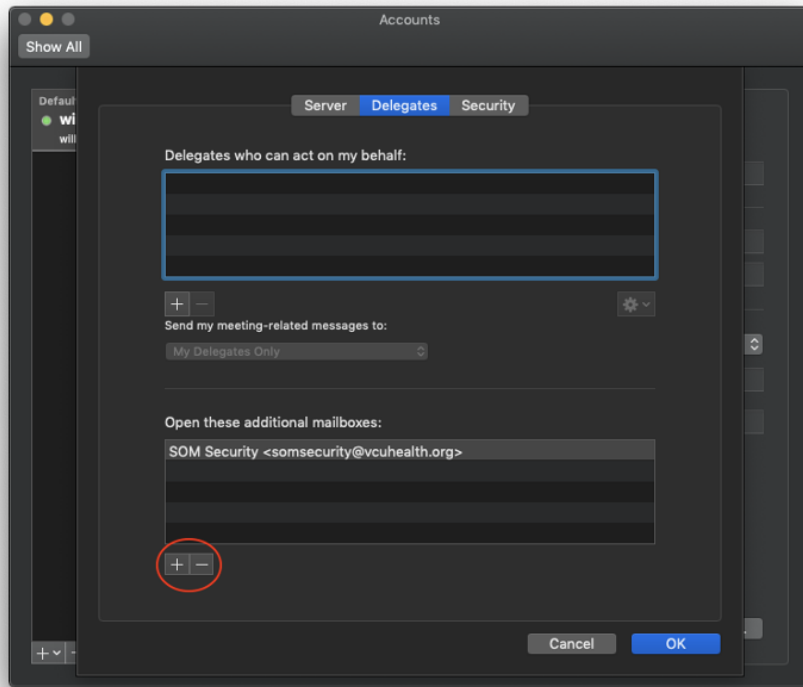 Accounts
Show All
Server Delegates Security
Delegates who can act on my behalf:
+ −
Send my meeting-related messages to:
My Delegates Only
Open these additional mailboxes:
SOM Security <somsecurity@vcuhealth.org>
+ −
Cancel OK
+